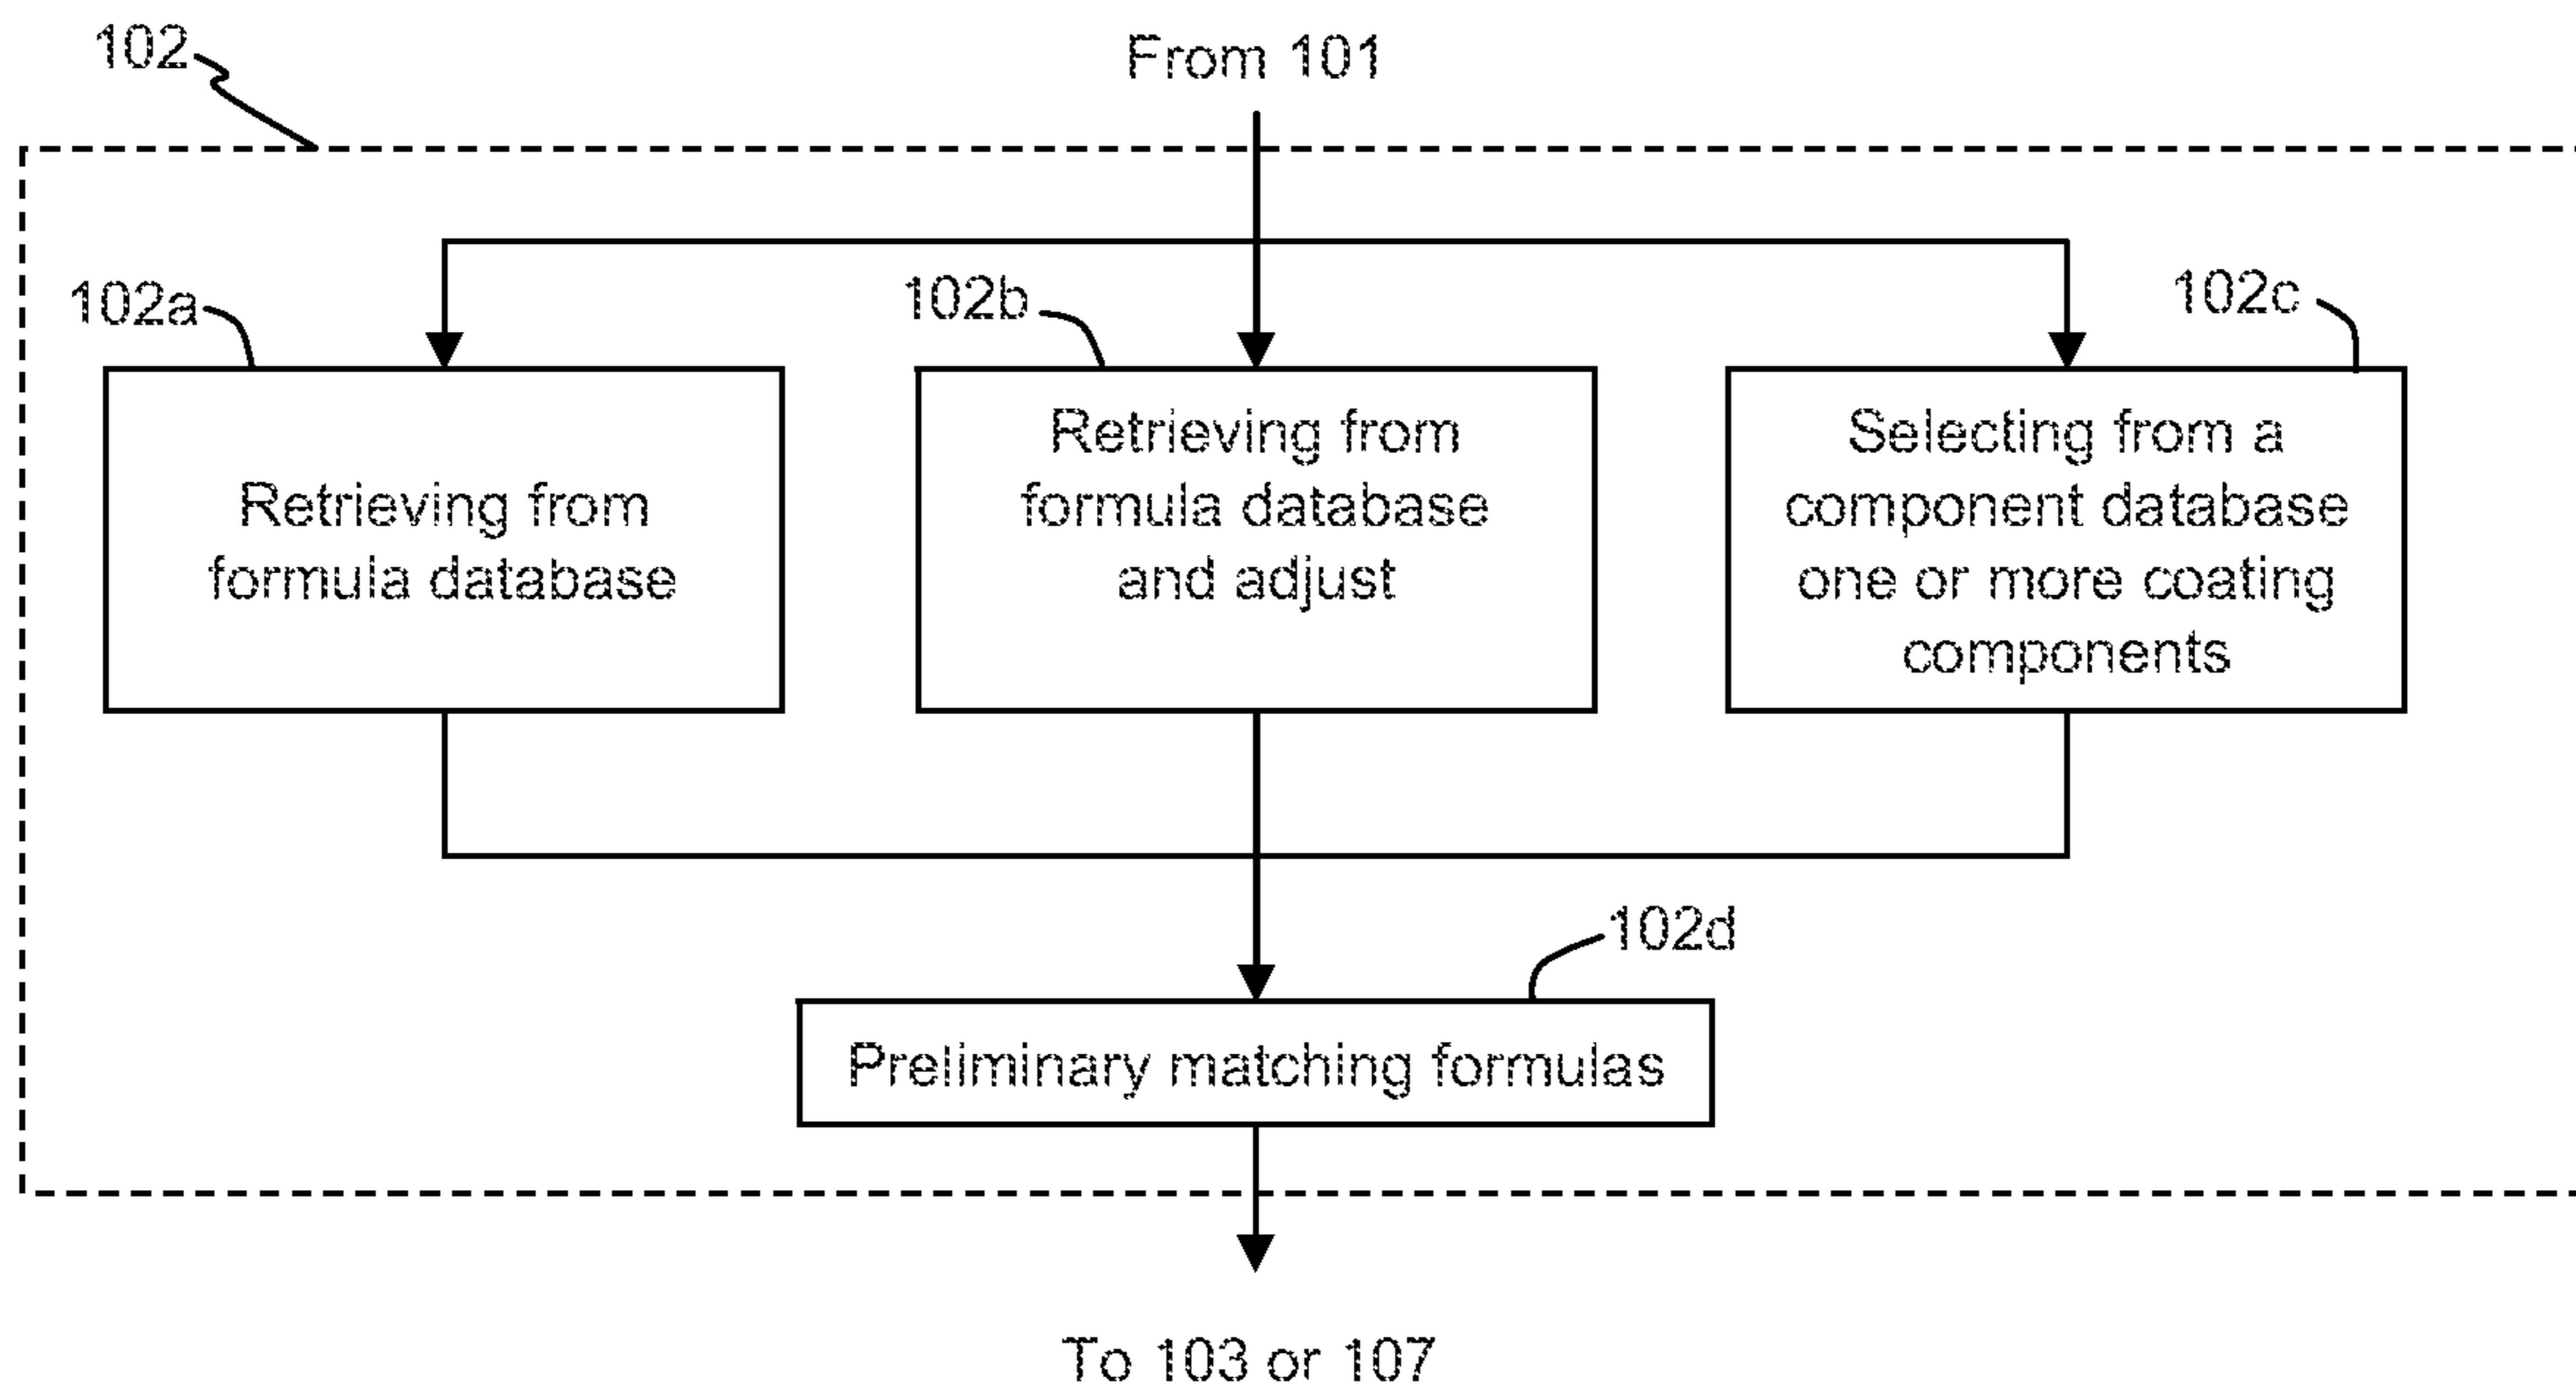 102
From 101
102a
102b
102c
Retrieving from
formula database
Retrieving from
formula database
and adjust
Selecting from a
component database
one or more coating
components
102d
Preliminary matching formulas
To 103 or 107